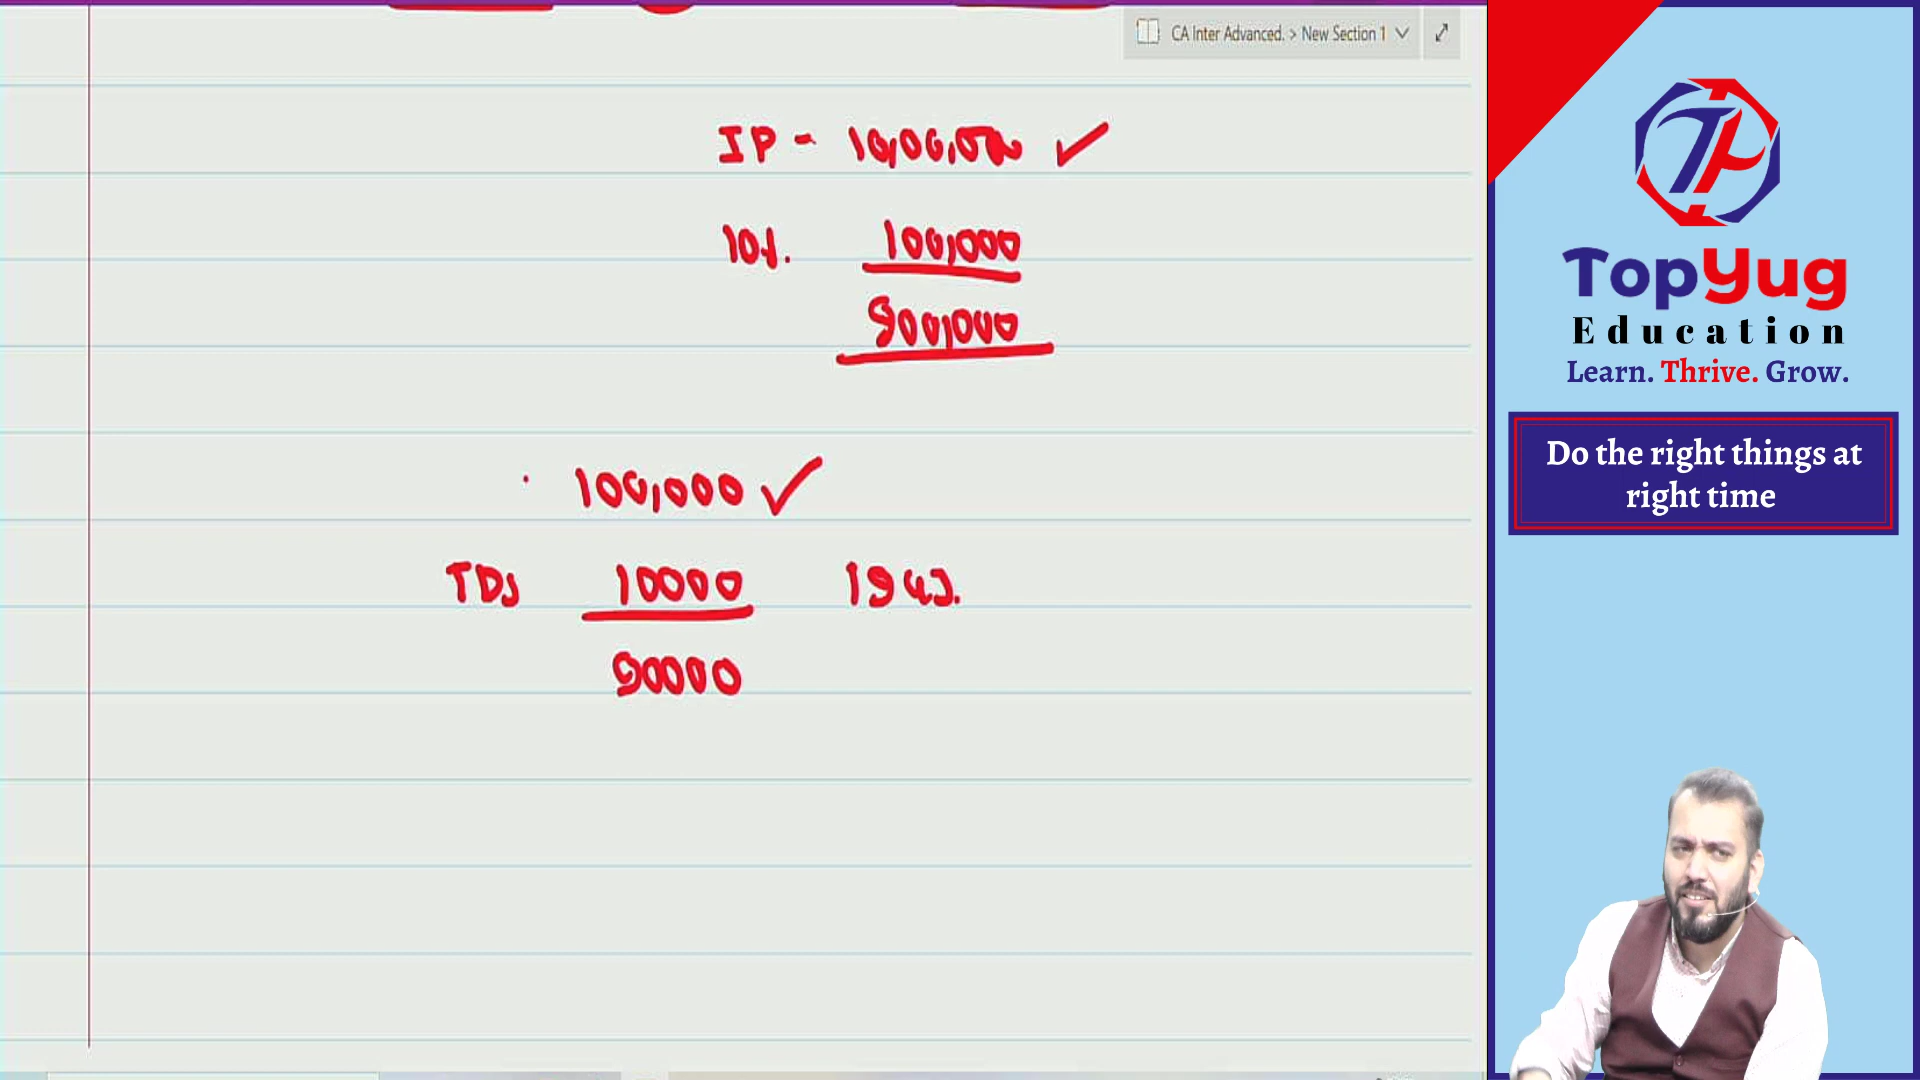 CA Inter Advanced. > New Section 1
IP - 10,00,000 ✓
10%. 100,000
900,000
100,000 ✓
TDS 10000 194J.
90000
TopYug
Education
Learn. Thrive. Grow.
Do the right things at
right time